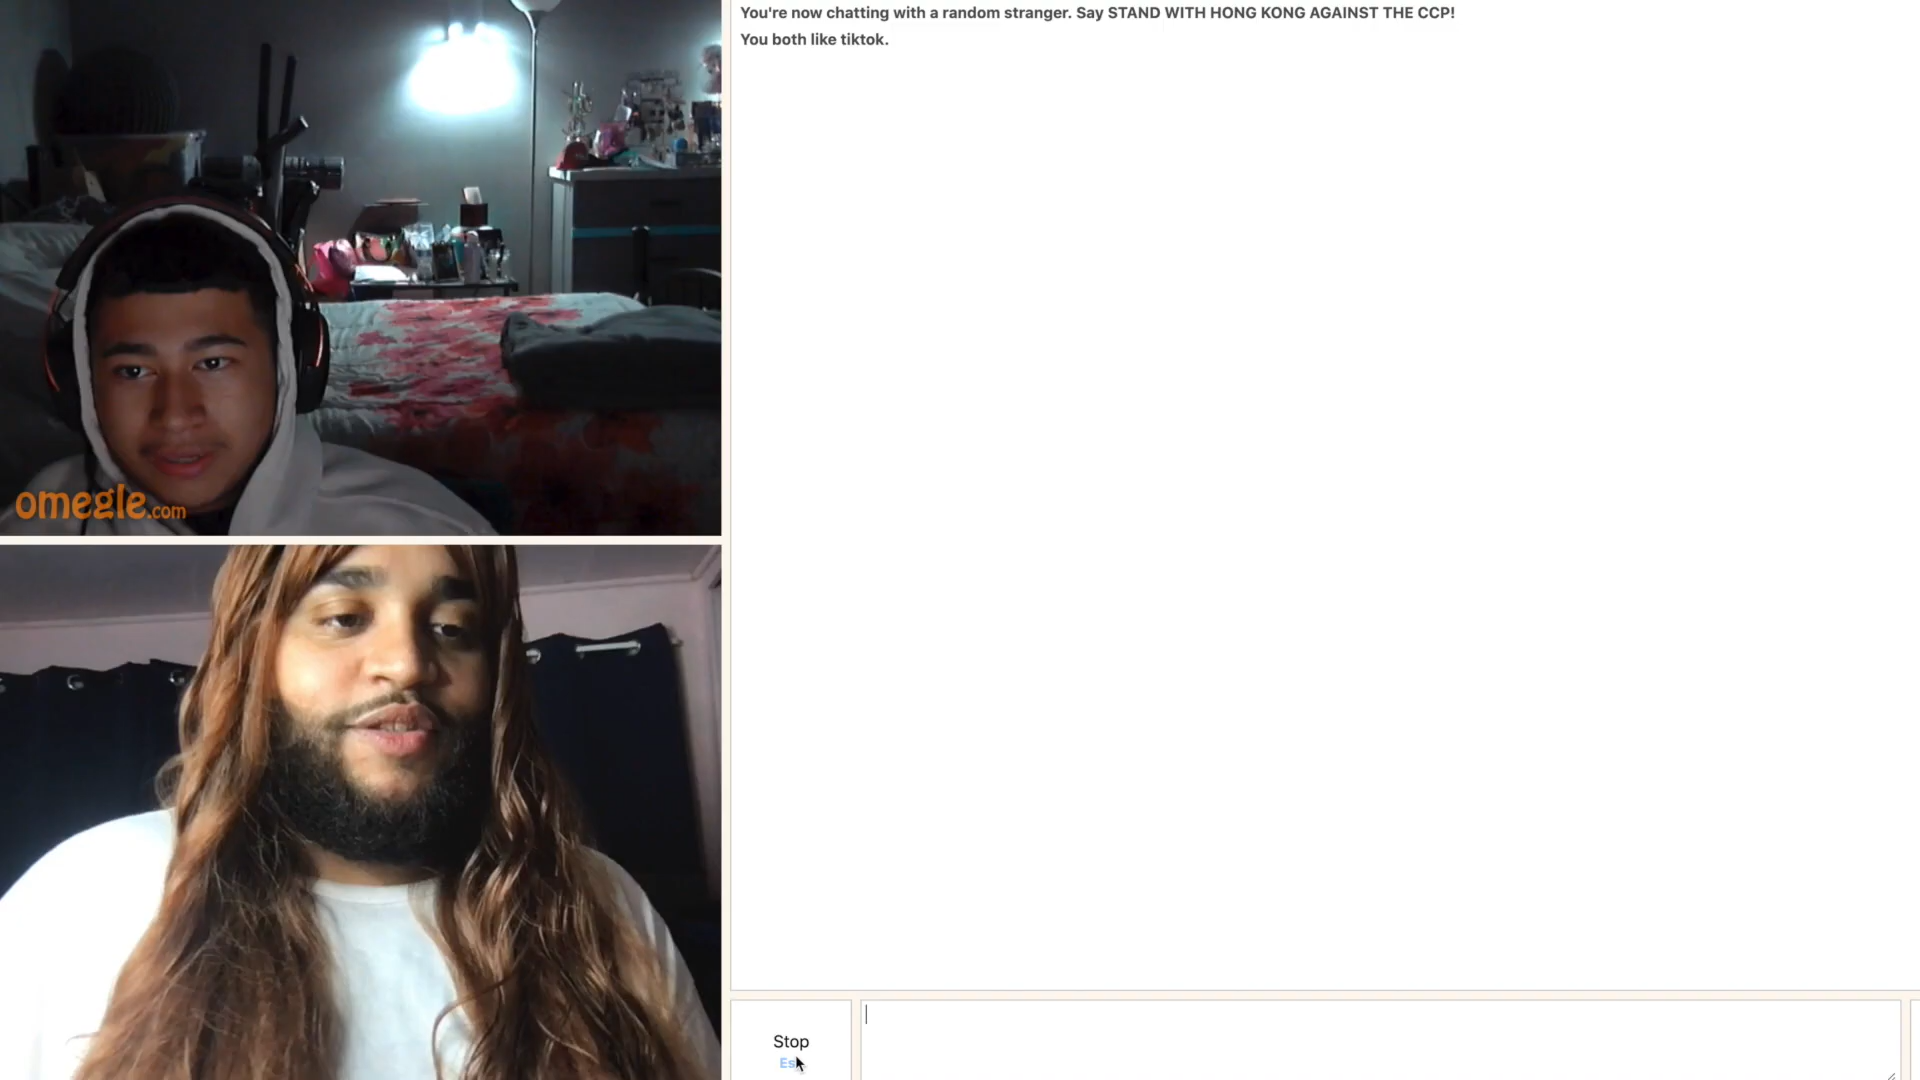 You're now chatting with a random stranger. Say STAND WITH HONG KONG AGAINST THE CCP!
You both like tiktok.
omegle.com
Stop